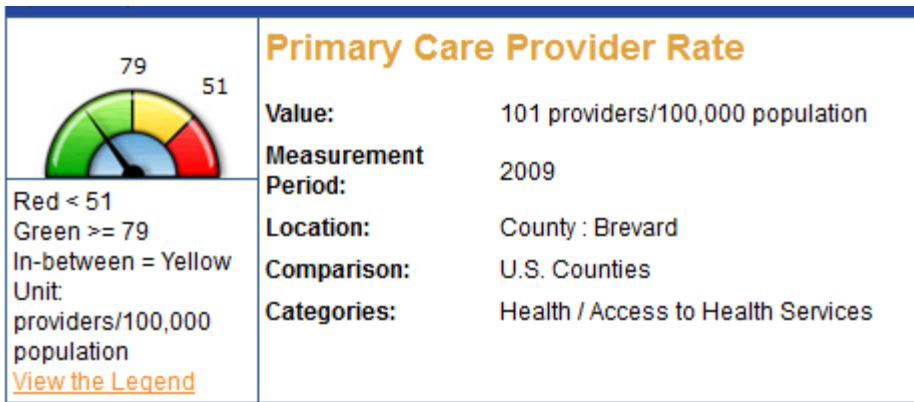 79
51
Red < 51
Green >= 79
In-between = Yellow
Unit:
providers/100,000
population
View the Legend
Primary Care Provider Rate
Value: 101 providers/100,000 population
Measurement
Period: 2009
Location: County : Brevard
Comparison: U.S. Counties
Categories: Health / Access to Health Services